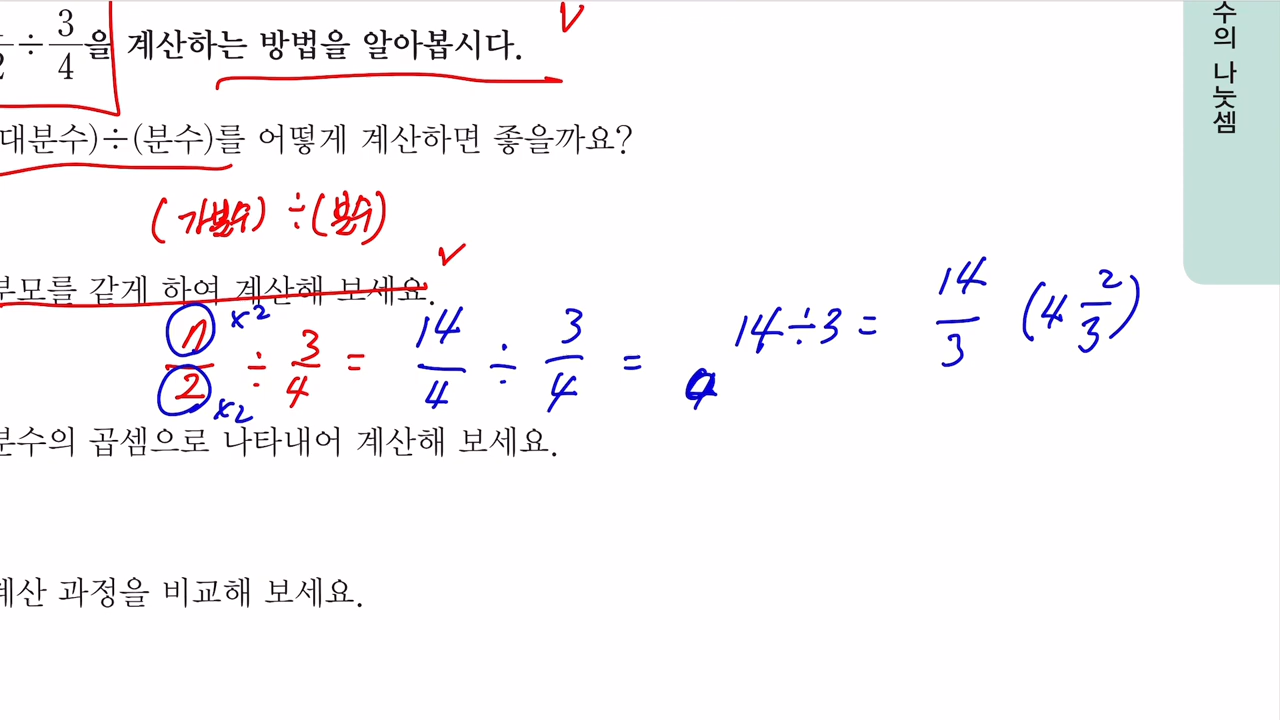 2 ÷ 3/4 을 계산하는 방법을 알아봅시다. ✓
대분수)÷(분수)를 어떻게 계산하면 좋을까요?
(가분수) ÷ (분수)
부모를 같게 하여 계산해 보세요. ✓
7/2 ×2 ×2 ÷ 3/4 = 14/4 ÷ 3/4 = 14÷3 = 14/3 (4 2/3)
분수의 곱셈으로 나타내어 계산해 보세요.
계산 과정을 비교해 보세요.
수의 나눗셈